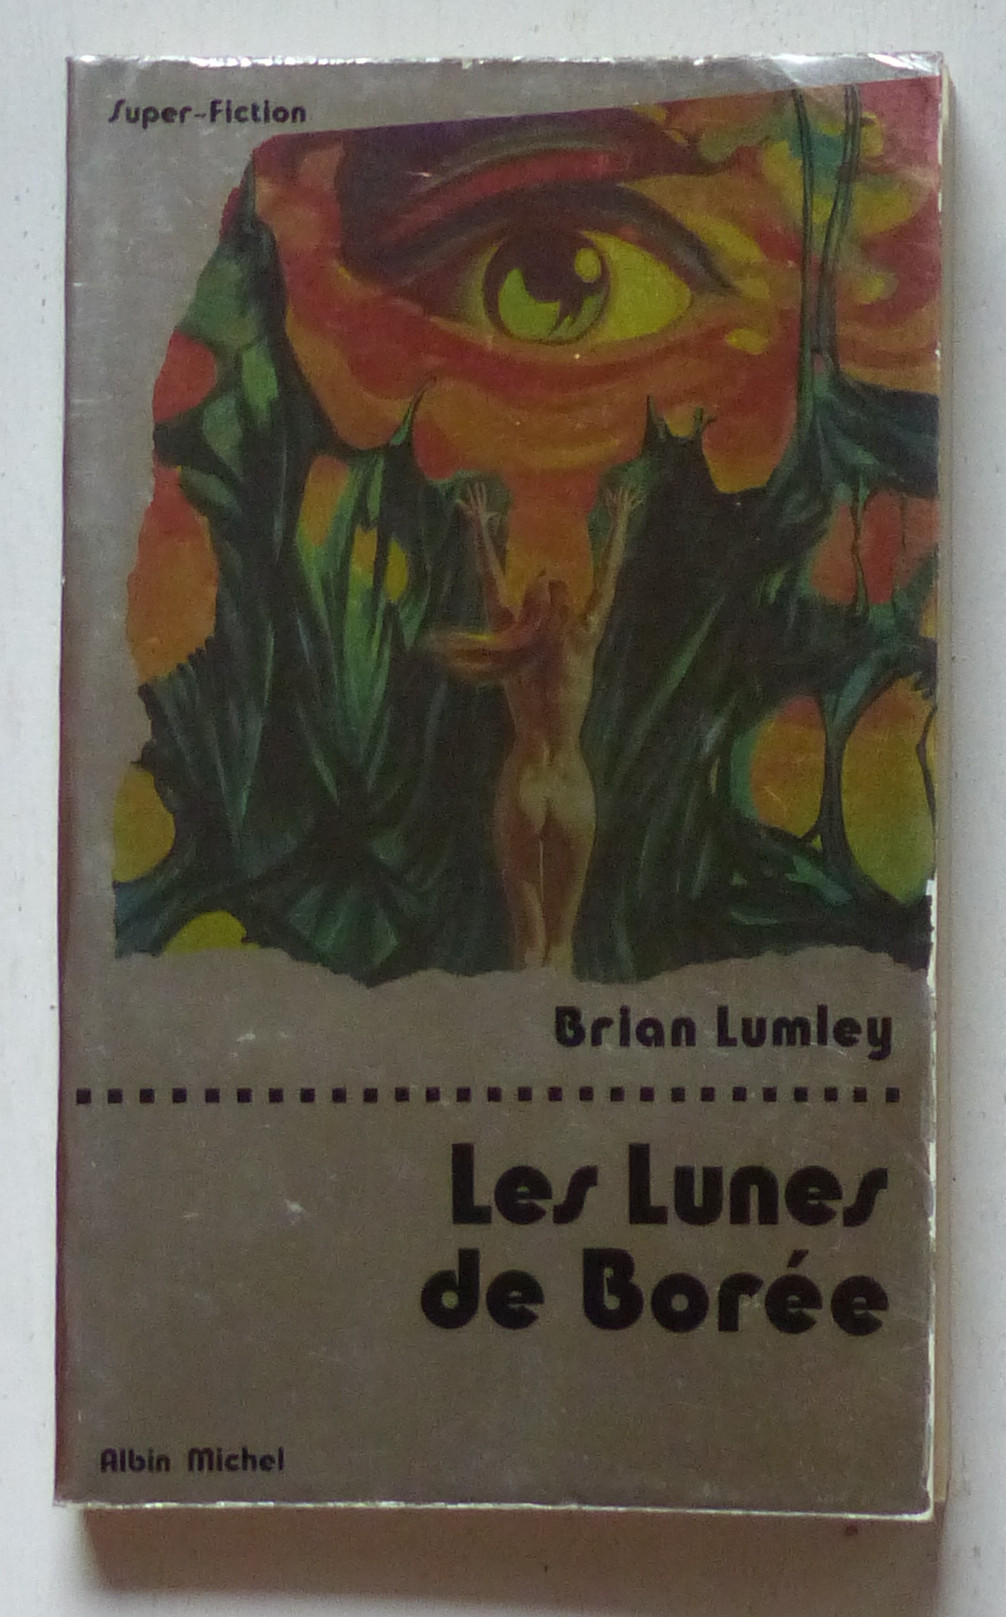 Super-Fiction
Brian Lumley
Les Lunes
de Borée
Albin Michel